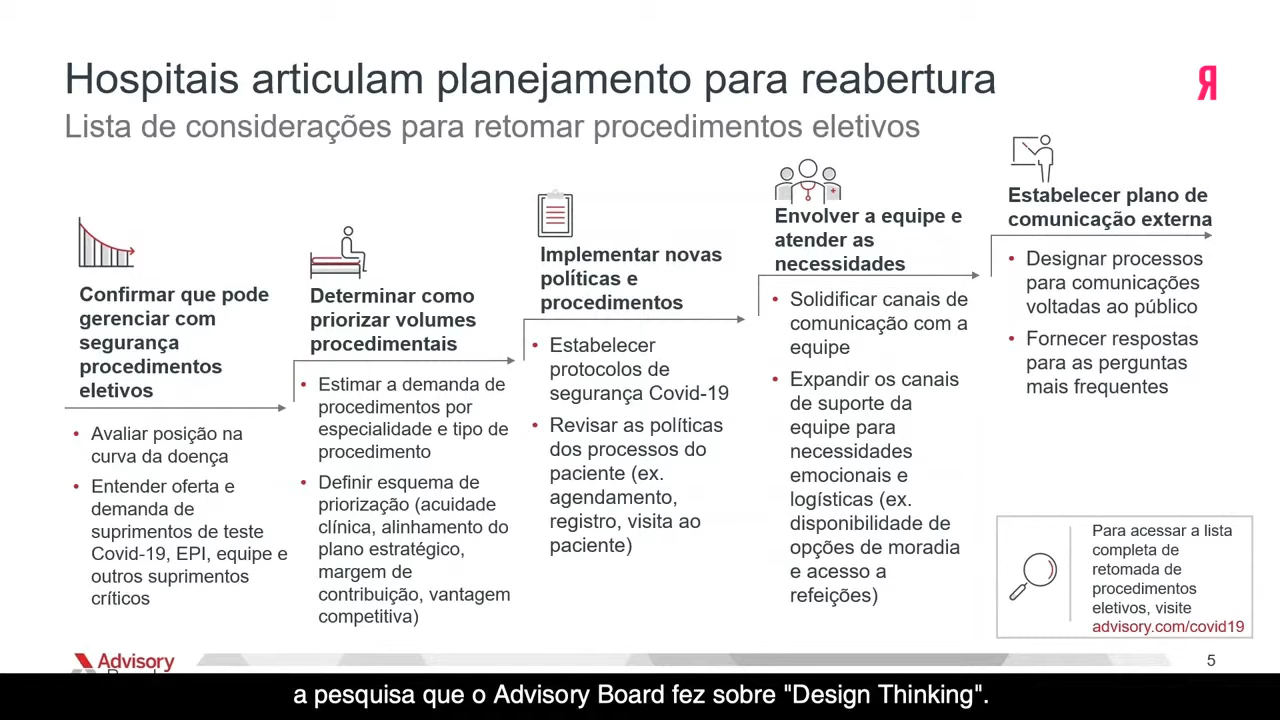 Hospitais articulam planejamento para reabertura
Lista de considerações para retomar procedimentos eletivos
Confirmar que pode
gerenciar com
segurança
procedimentos
eletivos
• Avaliar posição na
curva da doença
• Entender oferta e
demanda de
suprimentos de teste
Covid-19, EPI, equipe e
outros suprimentos
críticos
Determinar como
priorizar volumes
procedimentais
• Estimar a demanda de
procedimentos por
especialidade e tipo de
procedimento
• Definir esquema de
priorização (acuidade
clínica, alinhamento do
plano estratégico,
margem de
contribuição, vantagem
competitiva)
Implementar novas
políticas e
procedimentos
• Estabelecer
protocolos de
segurança Covid-19
• Revisar as políticas
dos processos do
paciente (ex.
agendamento,
registro, visita ao
paciente)
Envolver a equipe e
atender as
necessidades
• Solidificar canais de
comunicação com a
equipe
• Expandir os canais
de suporte da
equipe para
necessidades
emocionais e
logísticas (ex.
disponibilidade de
opções de moradia
e acesso a
refeições)
Estabelecer plano de
comunicação externa
• Designar processos
para comunicações
voltadas ao público
• Fornecer respostas
para as perguntas
mais frequentes
Para acessar a lista
completa de
retomada de
procedimentos
eletivos, visite
advisory.com/covid19
Advisory
5
a pesquisa que o Advisory Board fez sobre "Design Thinking".